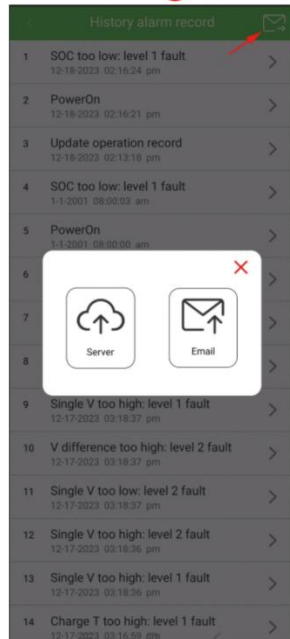 History alarm record
1 SOC too low: level 1 fault
12-18-2023 02:16:24 pm
2 PowerOn
12-18-2023 02:16:21 pm
3 Update operation record
12-18-2023 02:13:18 pm
4 SOC too low: level 1 fault
1-1-2001 08:00:03 am
5 PowerOn
1-1-2001 08:00:00 am
6
7
8
Server
Email
9 Single V too high: level 1 fault
12-17-2023 03:18:37 pm
10 V difference too high: level 2 fault
12-17-2023 03:18:37 pm
11 Single V too low: level 2 fault
12-17-2023 03:18:37 pm
12 Single V too high: level 2 fault
12-17-2023 03:18:36 pm
13 Single V too high: level 1 fault
12-17-2023 03:18:36 pm
14 Charge T too high: level 1 fault
12-17-2023 03:16:59 pm